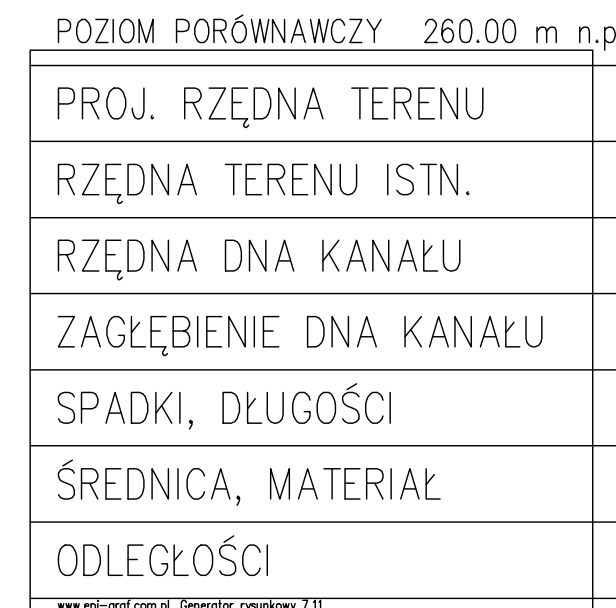 POZIOM PORÓWNAWCZY 260.00 m n.p
PROJ. RZĘDNA TERENU
RZĘDNA TERENU ISTN.
RZĘDNA DNA KANAŁU
ZAGŁĘBIENIE DNA KANAŁU
SPADKI, DŁUGOŚCI
ŚREDNICA, MATERIAŁ
ODLEGŁOŚCI
www.epi-graf.com.pl Generator rysunkowy 7.11